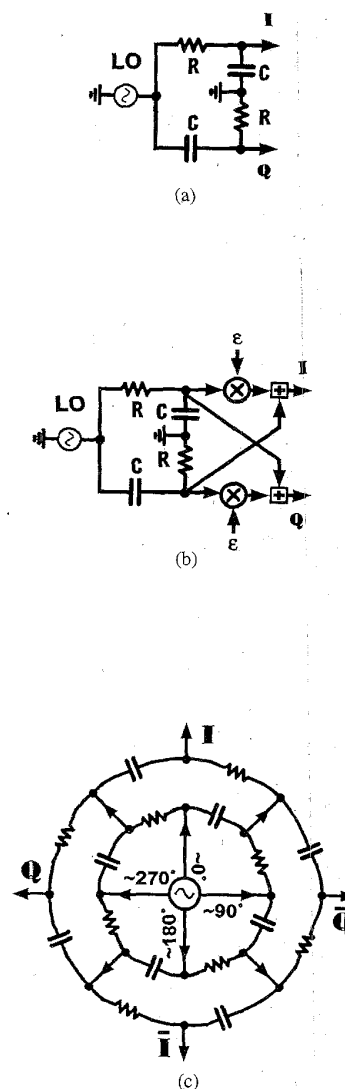 I
LO
R
C
R
C
Q
(a)
ε
I
LO
R
C
R
C
Q
ε
(b)
I
Q
~0°
~270°
~90°
~180°
Q̅
I̅
(c)